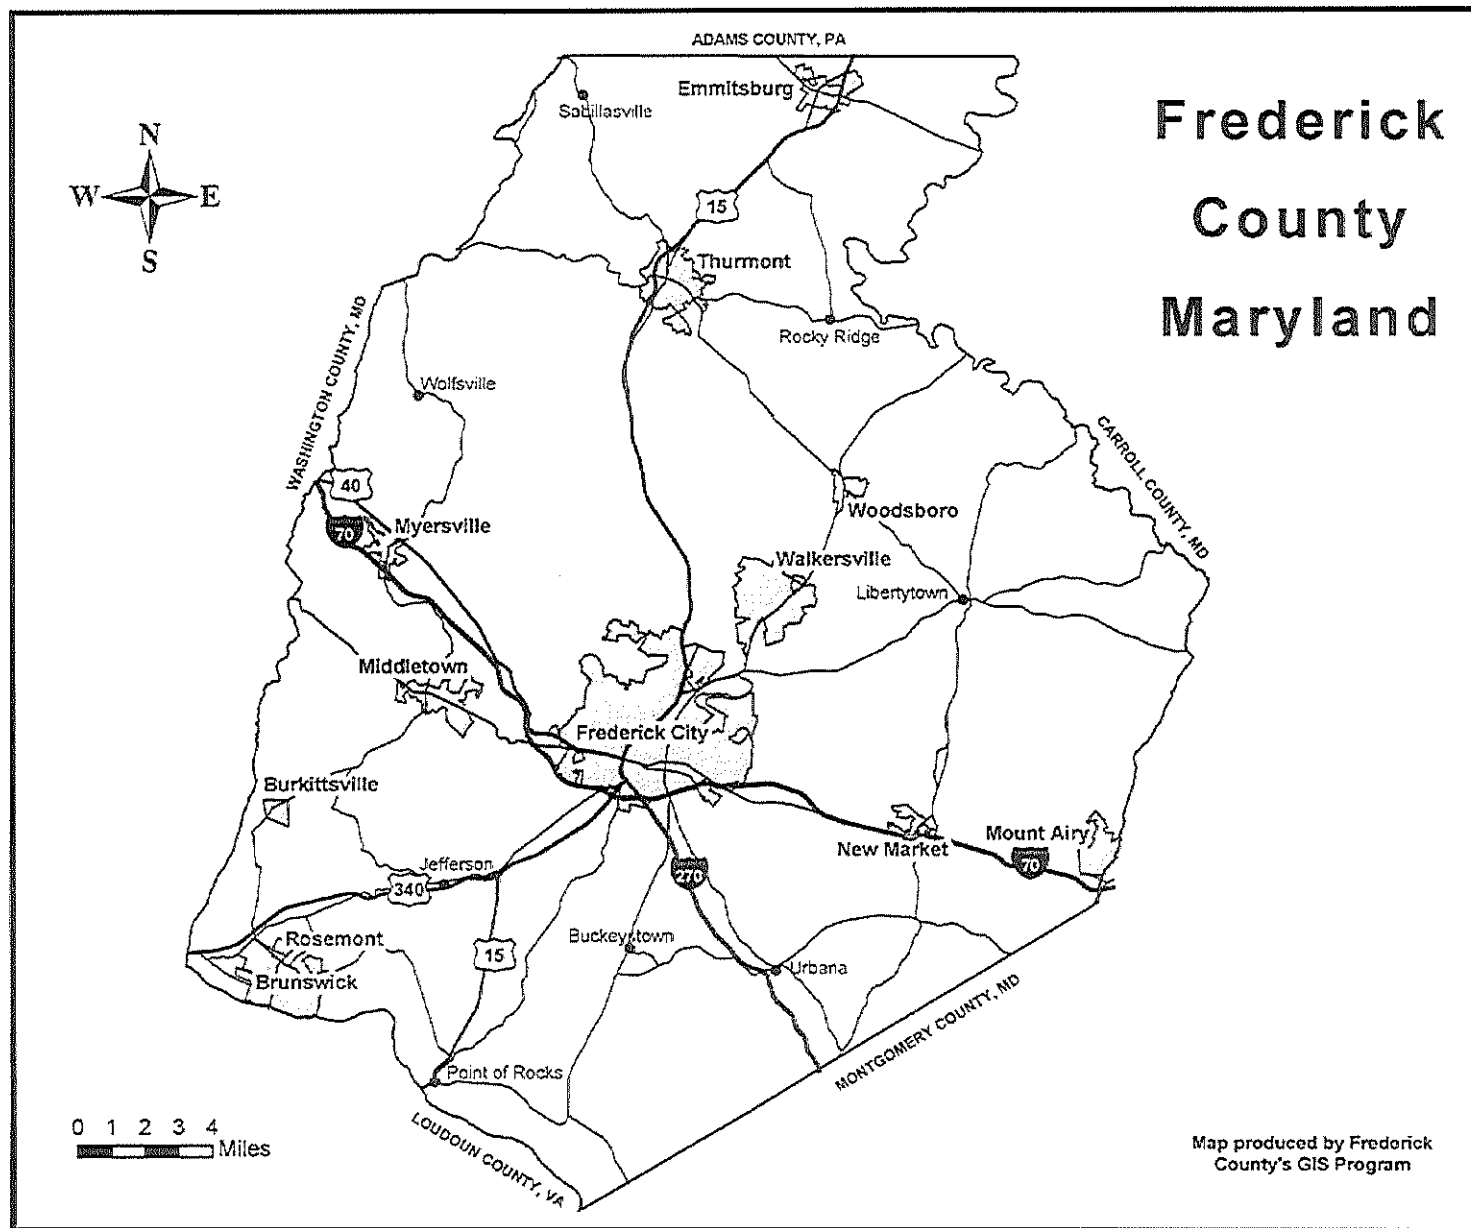 ADAMS COUNTY, PA
Emmitsburg
Sabillasville
Frederick
County
Maryland
N
W E
S
15
Thurmont
Rocky Ridge
WASHINGTON COUNTY, MD
Wolfsville
CARROLL COUNTY, MD
40
70
Myersville
Woodsboro
Walkersville
Libertytown
Middletown
Frederick City
Burkittsville
Mount Airy
New Market
70
Jefferson
340
270
Rosemont
15
Buckeystown
Urbana
Brunswick
MONTGOMERY COUNTY, MD
Point of Rocks
LOUDOUN COUNTY, VA
0 1 2 3 4
Miles
Map produced by Frederick
County's GIS Program